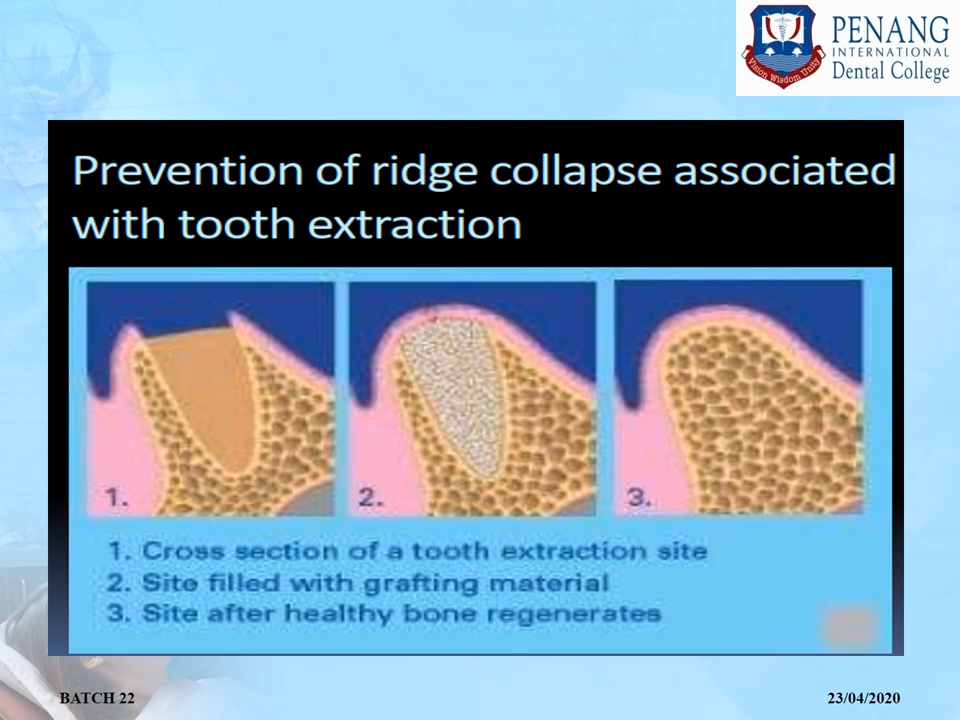 PENANG
INTERNATIONAL
Dental College
Vision Wisdom Unity
Prevention of ridge collapse associated
with tooth extraction
1.
2.
3.
1. Cross section of a tooth extraction site
2. Site filled with grafting material
3. Site after healthy bone regenerates
BATCH 22
23/04/2020